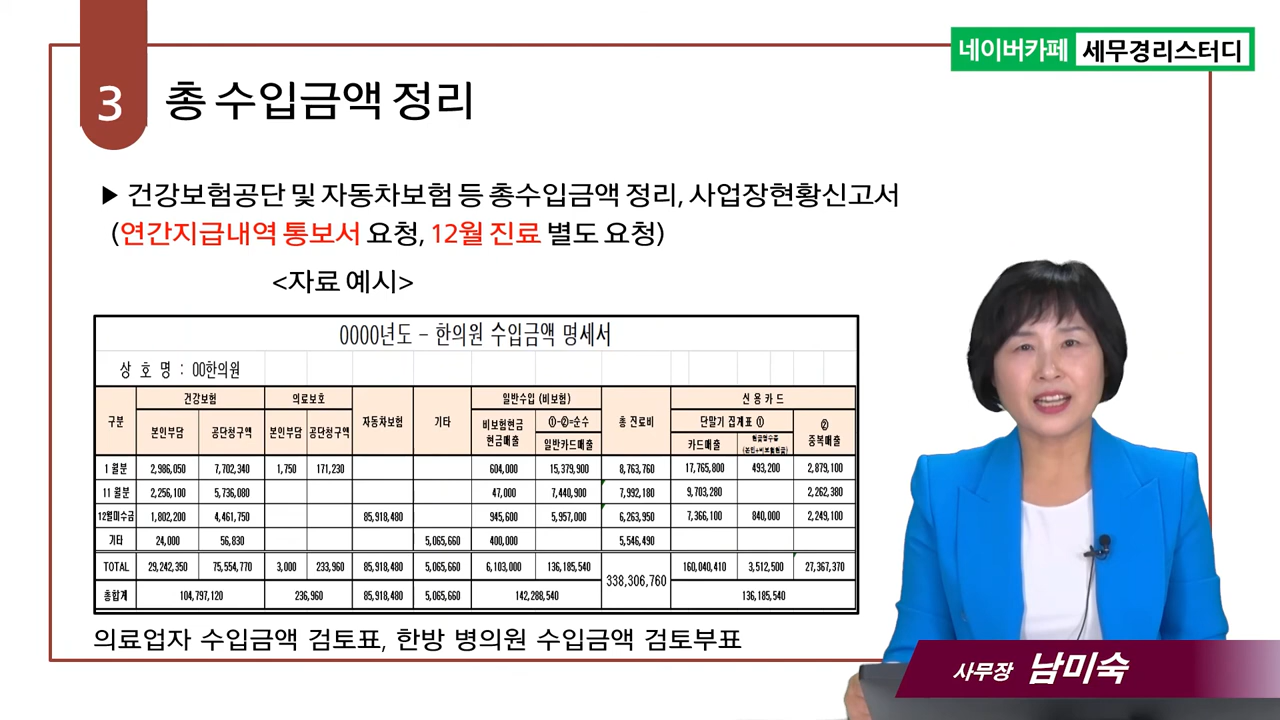 네이버카페 세무경리스터디
3 총 수입금액 정리
▶ 건강보험공단 및 자동차보험 등 총수입금액 정리, 사업장현황신고서
(연간지급내역 통보서 요청, 12월 진료 별도 요청)
<자료 예시>
0000년도 - 한의원 수입금액 명세서
상 호 명 : 00한의원
구분 건강보험 의료보호 자동차보험 기타 일반수입 (비보험) 총 진료비 신 용 카 드
본인부담 공단청구액 본인부담 공단청구액 비보험현금 현금매출 ①-②=순수 일반카드매출 단말기 집계표 ① ② 중복매출
카드매출 현금영수증 (본인+비보험현금)
1 월분 2,986,050 7,702,340 1,750 171,230 604,000 15,379,900 8,763,760 17,765,800 493,200 2,879,100
11 월분 2,256,100 5,736,080 47,000 7,440,900 7,992,180 9,703,280 2,262,380
12월미수금 1,802,200 4,461,750 85,918,480 945,600 5,957,000 6,263,950 7,366,100 840,000 2,249,100
기타 24,000 56,830 5,065,660 400,000 5,546,490
TOTAL 29,242,350 75,554,770 3,000 233,960 85,918,480 5,065,660 6,103,000 136,185,540 338,306,760 160,040,410 3,512,500 27,367,370
총합계 104,797,120 236,960 85,918,480 5,065,660 142,288,540 136,185,540
의료업자 수입금액 검토표, 한방 병의원 수입금액 검토부표
사무장 남미숙